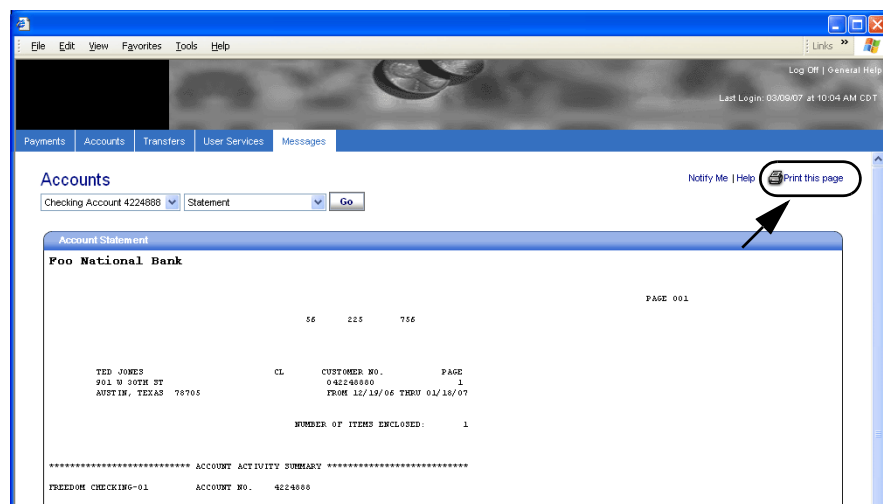 File Edit View Favorites Tools Help Links »
Log Off | General Help
Last Login: 03/09/07 at 10:04 AM CDT
Payments Accounts Transfers User Services Messages
Accounts
Notify Me | Help Print this page
Checking Account 4224888 Statement Go
Account Statement
Foo National Bank
PAGE 001
56 225 756
TED JONES CL CUSTOMER NO. PAGE
901 W 30TH ST 042248880 1
AUSTIN, TEXAS 78705 FROM 12/19/06 THRU 01/18/07
NUMBER OF ITEMS ENCLOSED: 1
*************************** ACCOUNT ACTIVITY SUMMARY ***************************
FREEDOM CHECKING-01 ACCOUNT NO. 4224888